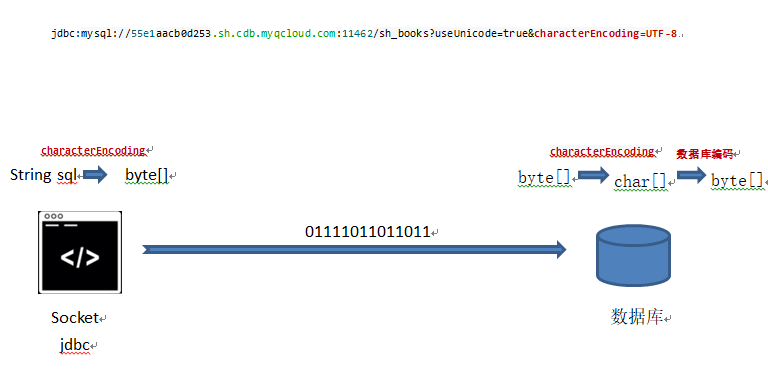 jdbc:mysql://55e1aacb0d253.sh.cdb.myqcloud.com:11462/sh_books?useUnicode=true&characterEncoding=UTF-8
characterEncoding
characterEncoding
数据库编码
String sql
byte[]
byte[]
char[]
byte[]
01111011011011
</>
Socket
jdbc
数据库